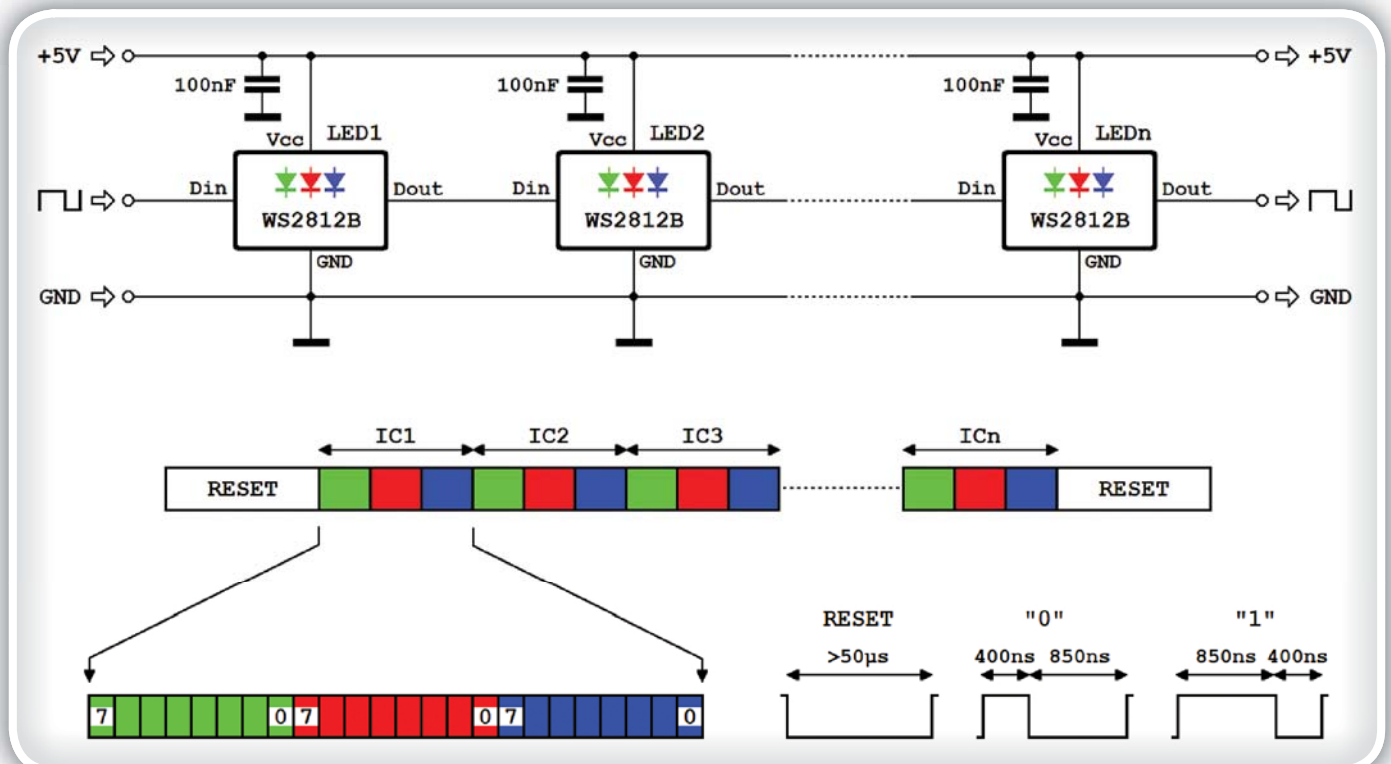 +5V +5V
100nF 100nF 100nF
Vcc LED1 Vcc LED2 Vcc LEDn
Din Dout Din Dout Din Dout
WS2812B WS2812B WS2812B
GND GND GND
GND GND
IC1 IC2 IC3 ICn
RESET RESET
RESET "0" "1"
>50µs 400ns 850ns 850ns 400ns
7 0 7 0 7 0